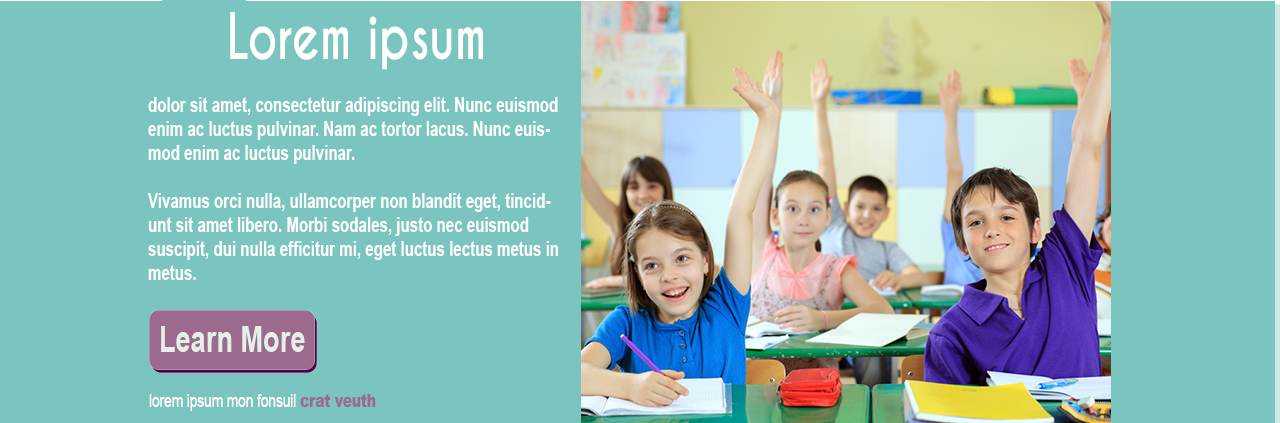 Lorem ipsum
dolor sit amet, consectetur adipiscing elit. Nunc euismod
enim ac luctus pulvinar. Nam ac tortor lacus. Nunc euis-
mod enim ac luctus pulvinar.
Vivamus orci nulla, ullamcorper non blandit eget, tincid-
unt sit amet libero. Morbi sodales, justo nec euismod
suscipit, dui nulla efficitur mi, eget luctus lectus metus in
metus.
Learn More
lorem ipsum mon fonsuil crat veuth